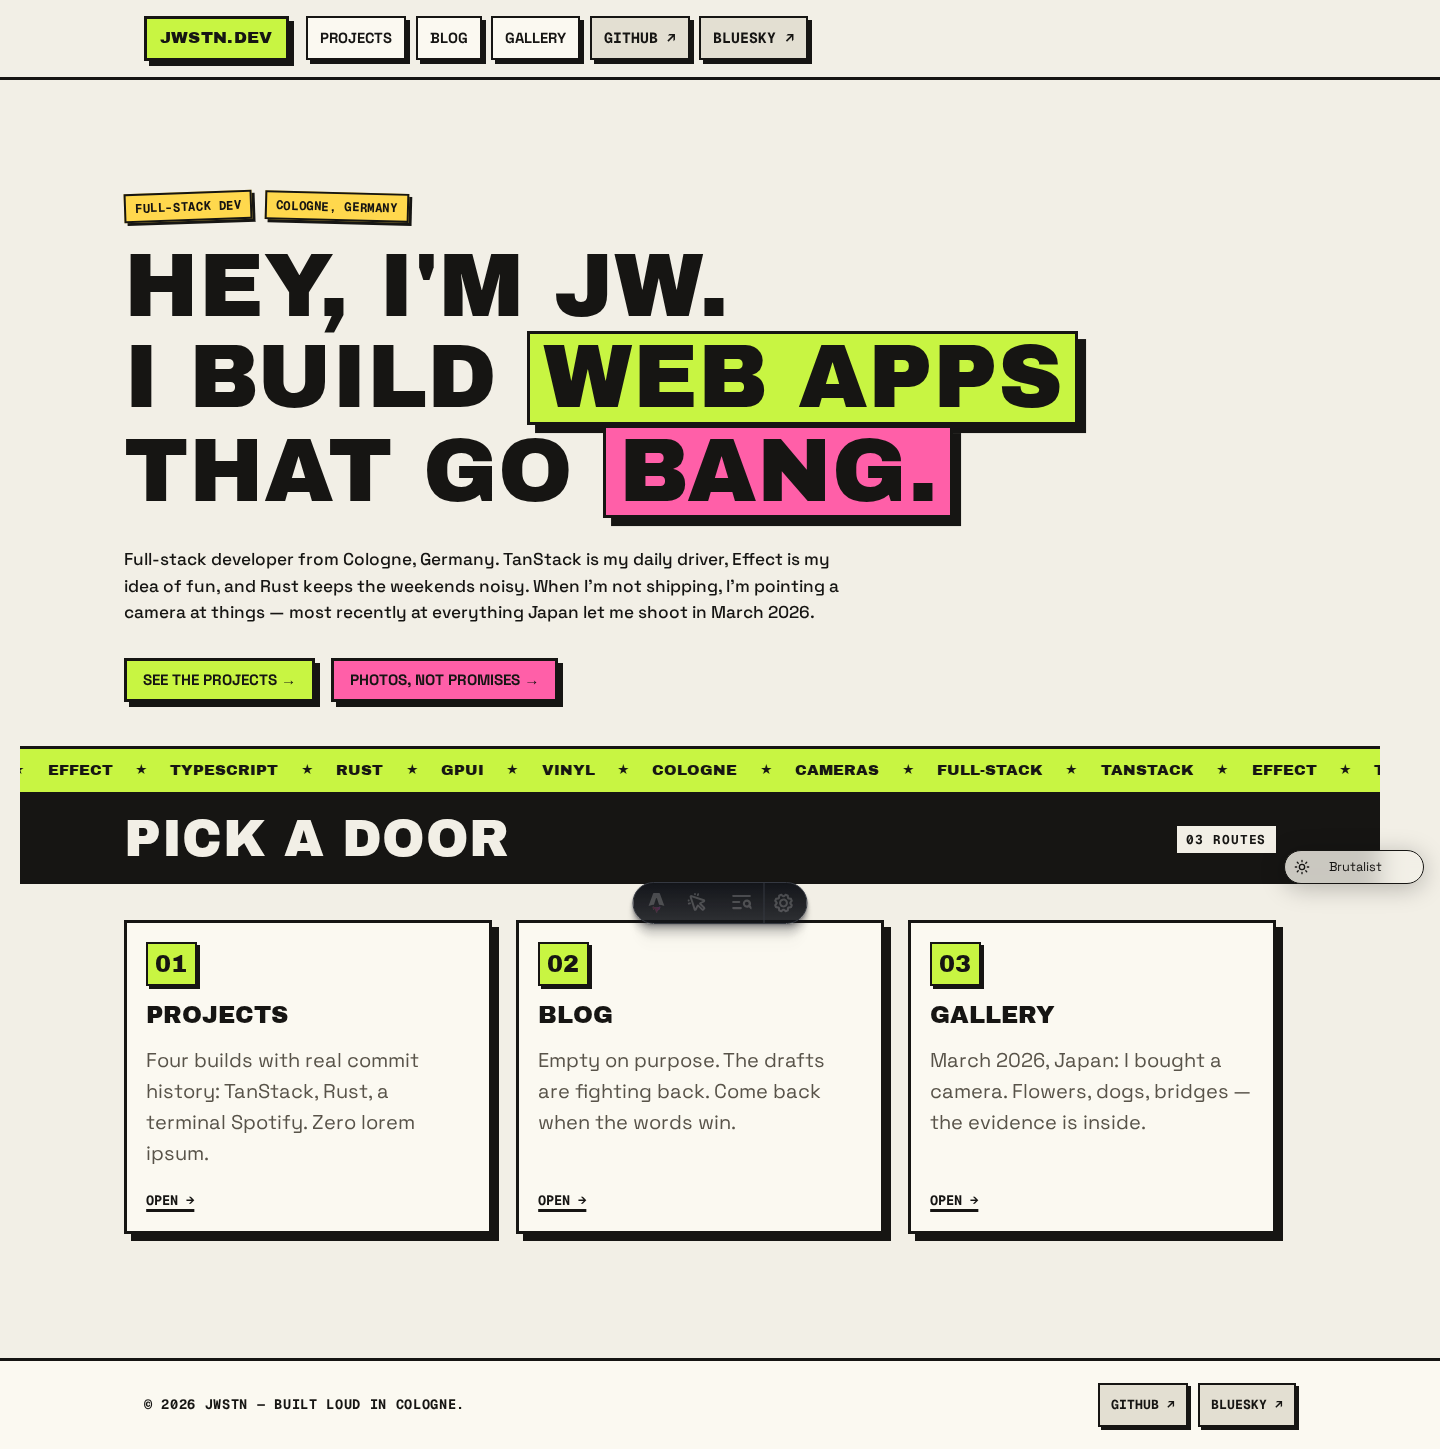 JWSTN.DEV PROJECTS BLOG GALLERY GITHUB ↗ BLUESKY ↗
FULL-STACK DEV COLOGNE, GERMANY
HEY, I'M JW.
I BUILD WEB APPS
THAT GO BANG.
Full-stack developer from Cologne, Germany. TanStack is my daily driver, Effect is my
idea of fun, and Rust keeps the weekends noisy. When I'm not shipping, I'm pointing a
camera at things — most recently at everything Japan let me shoot in March 2026.
SEE THE PROJECTS → PHOTOS, NOT PROMISES →
EFFECT ★ TYPESCRIPT ★ RUST ★ GPUI ★ VINYL ★ COLOGNE ★ CAMERAS ★ FULL-STACK ★ TANSTACK ★ EFFECT ★
PICK A DOOR 03 ROUTES
Brutalist
01
PROJECTS
Four builds with real commit
history: TanStack, Rust, a
terminal Spotify. Zero lorem
ipsum.
OPEN →
02
BLOG
Empty on purpose. The drafts
are fighting back. Come back
when the words win.
OPEN →
03
GALLERY
March 2026, Japan: I bought a
camera. Flowers, dogs, bridges —
the evidence is inside.
OPEN →
© 2026 JWSTN — BUILT LOUD IN COLOGNE. GITHUB ↗ BLUESKY ↗